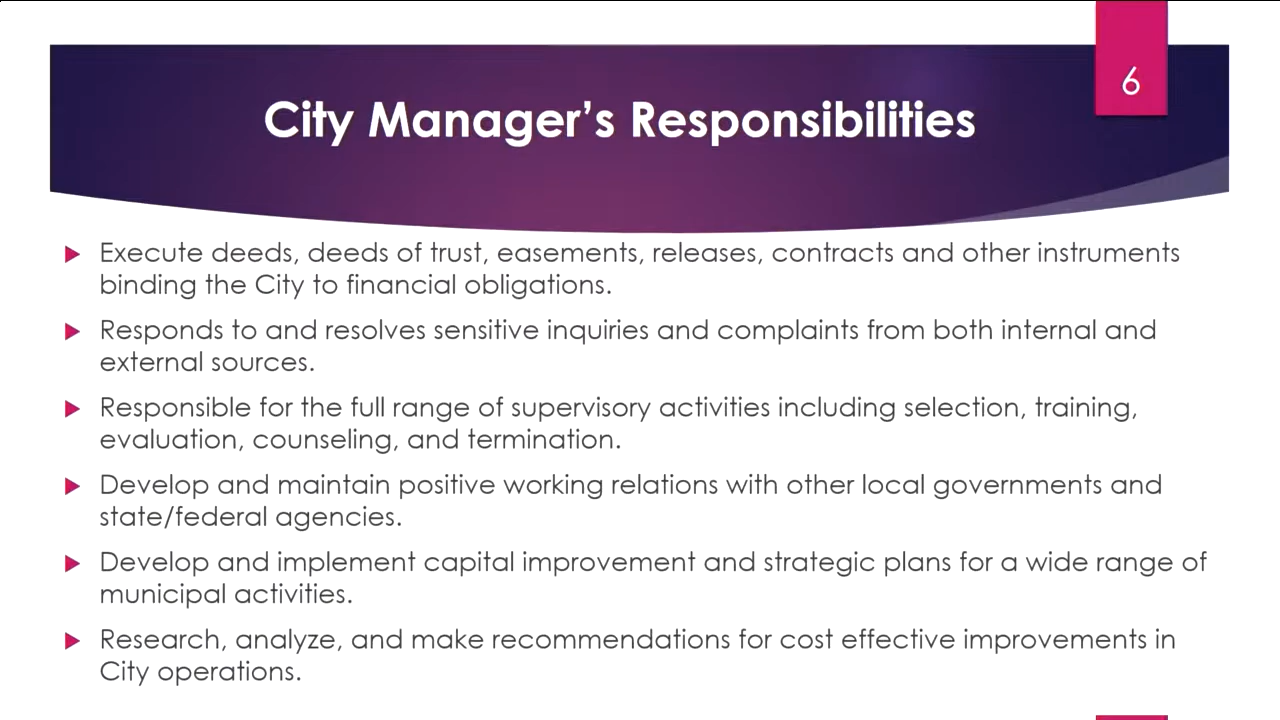 6
City Manager’s Responsibilities
Execute deeds, deeds of trust, easements, releases, contracts and other instruments
binding the City to financial obligations.
Responds to and resolves sensitive inquiries and complaints from both internal and
external sources.
Responsible for the full range of supervisory activities including selection, training,
evaluation, counseling, and termination.
Develop and maintain positive working relations with other local governments and
state/federal agencies.
Develop and implement capital improvement and strategic plans for a wide range of
municipal activities.
Research, analyze, and make recommendations for cost effective improvements in
City operations.